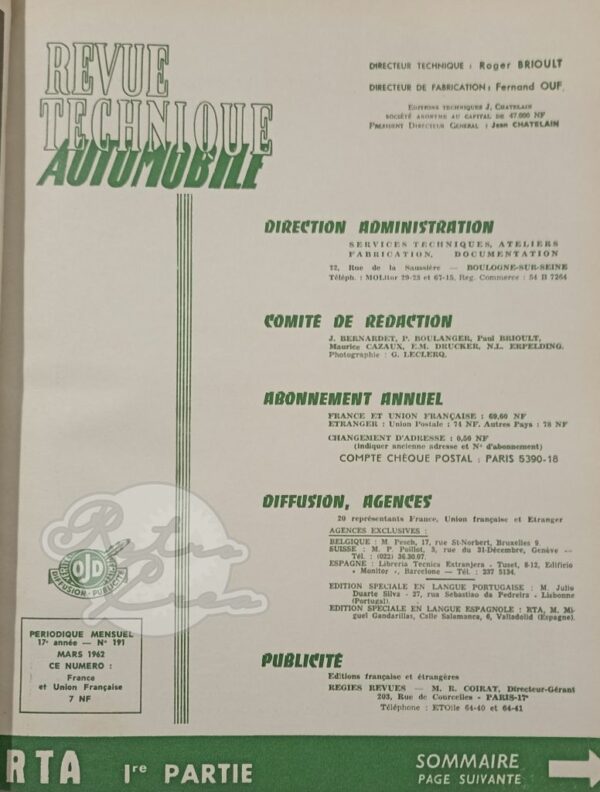 REVUE
TECHNIQUE
AUTOMOBILE
DIRECTEUR TECHNIQUE : Roger BRIOULT
DIRECTEUR DE FABRICATION : Fernand OUF
EDITIONS TECHNIQUES J. CHATELAIN
SOCIÉTÉ ANONYME AU CAPITAL DE 47.000 NF
PRÉSIDENT DIRECTEUR GÉNÉRAL : Jean CHATELAIN
DIRECTION ADMINISTRATION
SERVICES TECHNIQUES, ATELIERS
FABRICATION, DOCUMENTATION
22, Rue de la Saussière — BOULOGNE-SUR-SEINE
Téléph. : MOLitor 29-23 et 67-15. Reg. Commerce : 54 B 7264
COMITÉ DE RÉDACTION
J. BERNARDET, P. BOULANGER, Paul BRIOULT,
Maurice CAZAUX, E.M. DRUCKER, N.L. ERPELDING.
Photographie : G. LECLERQ.
ABONNEMENT ANNUEL
FRANCE ET UNION FRANÇAISE : 69,60 NF
ETRANGER : Union Postale : 74 NF. Autres Pays : 78 NF
CHANGEMENT D'ADRESSE : 0,50 NF
(Indiquer ancienne adresse et N° d'abonnement)
COMPTE CHÈQUE POSTAL : PARIS 5390-18
DIFFUSION, AGENCES
20 représentants France, Union française et Etranger
AGENCES EXCLUSIVES :
BELGIQUE : M. Pesch, 17, rue St-Norbert, Bruxelles 9.
SUISSE : M. P. Poillot, 3, rue du 31-Décembre, Genève —
Tél. : (022) 36.30.07.
ESPAGNE : Libreria Tecnica Extranjera - Tuset, 8-12, Edificio
« Monitor », Barcelone — Tél. : 237 5134.
EDITION SPECIALE EN LANGUE PORTUGAISE : M. Julio
Duarte Silva - 27, rua Sebastiao da Pedreira - Lisbonne
(Portugal).
EDITION SPECIALE EN LANGUE ESPAGNOLE : RTA, M. Mi-
guel Gandarillas, Calle Salamanca, 6, Valladolid (Espagne).
PUBLICITÉ
Editions française et étrangères
REGIES REVUES — M. R. COIRAT, Directeur-Gérant
203, Rue de Courcelles - PARIS-17e
Téléphone : ETOile 64-40 et 64-41
OJD
DIFFUSION - PUBLICITE
Retro
PERIODIQUE MENSUEL
17e année — N° 191
MARS 1962
CE NUMERO :
France
et Union Française
7 NF
RTA 1re PARTIE
SOMMAIRE
PAGE SUIVANTE